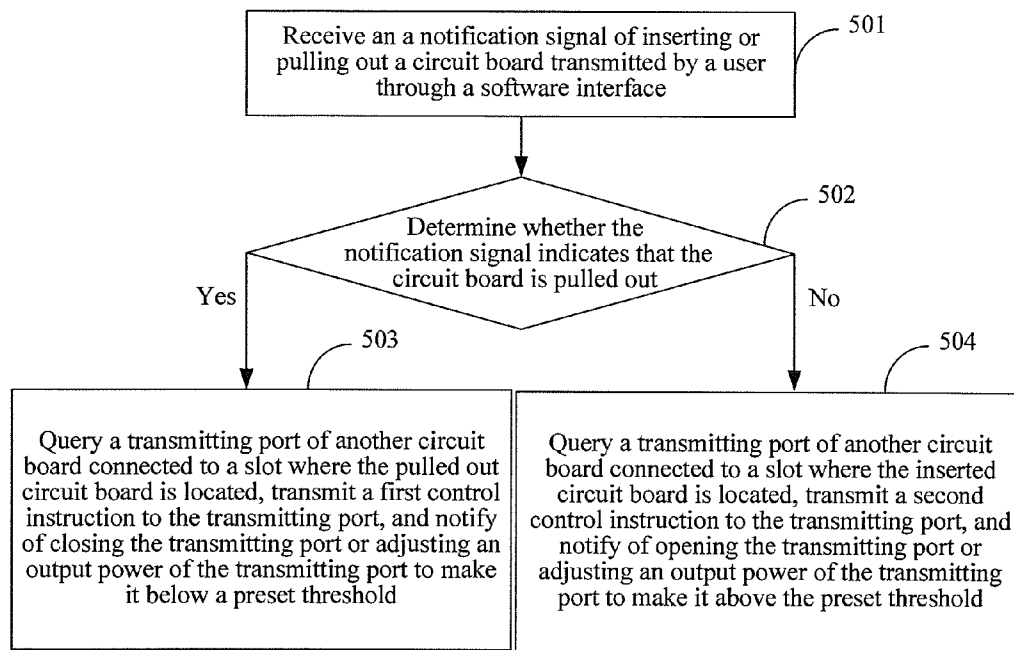 Receive an a notification signal of inserting or
pulling out a circuit board transmitted by a user
through a software interface
501
Determine whether the
notification signal indicates that the
circuit board is pulled out
502
Yes
No
503
Query a transmitting port of another circuit
board connected to a slot where the pulled out
circuit board is located, transmit a first control
instruction to the transmitting port, and notify
of closing the transmitting port or adjusting an
output power of the transmitting port to make
it below a preset threshold
504
Query a transmitting port of another circuit
board connected to a slot where the inserted
circuit board is located, transmit a second
control instruction to the transmitting port, and
notify of opening the transmitting port or
adjusting an output power of the transmitting
port to make it above the preset threshold